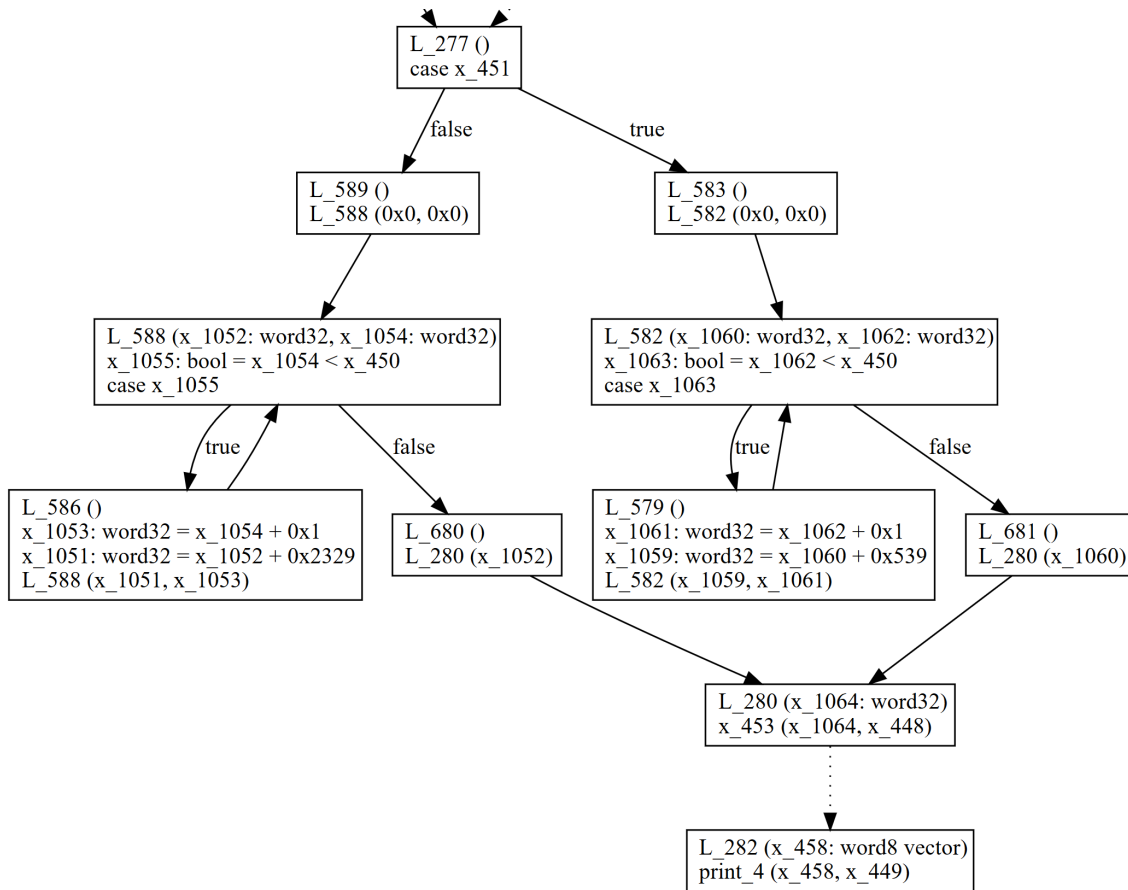 L_277 ()
case x_451
false
true
L_589 ()
L_588 (0x0, 0x0)
L_583 ()
L_582 (0x0, 0x0)
L_588 (x_1052: word32, x_1054: word32)
x_1055: bool = x_1054 < x_450
case x_1055
L_582 (x_1060: word32, x_1062: word32)
x_1063: bool = x_1062 < x_450
case x_1063
true
false
true
false
L_586 ()
x_1053: word32 = x_1054 + 0x1
x_1051: word32 = x_1052 + 0x2329
L_588 (x_1051, x_1053)
L_680 ()
L_280 (x_1052)
L_579 ()
x_1061: word32 = x_1062 + 0x1
x_1059: word32 = x_1060 + 0x539
L_582 (x_1059, x_1061)
L_681 ()
L_280 (x_1060)
L_280 (x_1064: word32)
x_453 (x_1064, x_448)
L_282 (x_458: word8 vector)
print_4 (x_458, x_449)